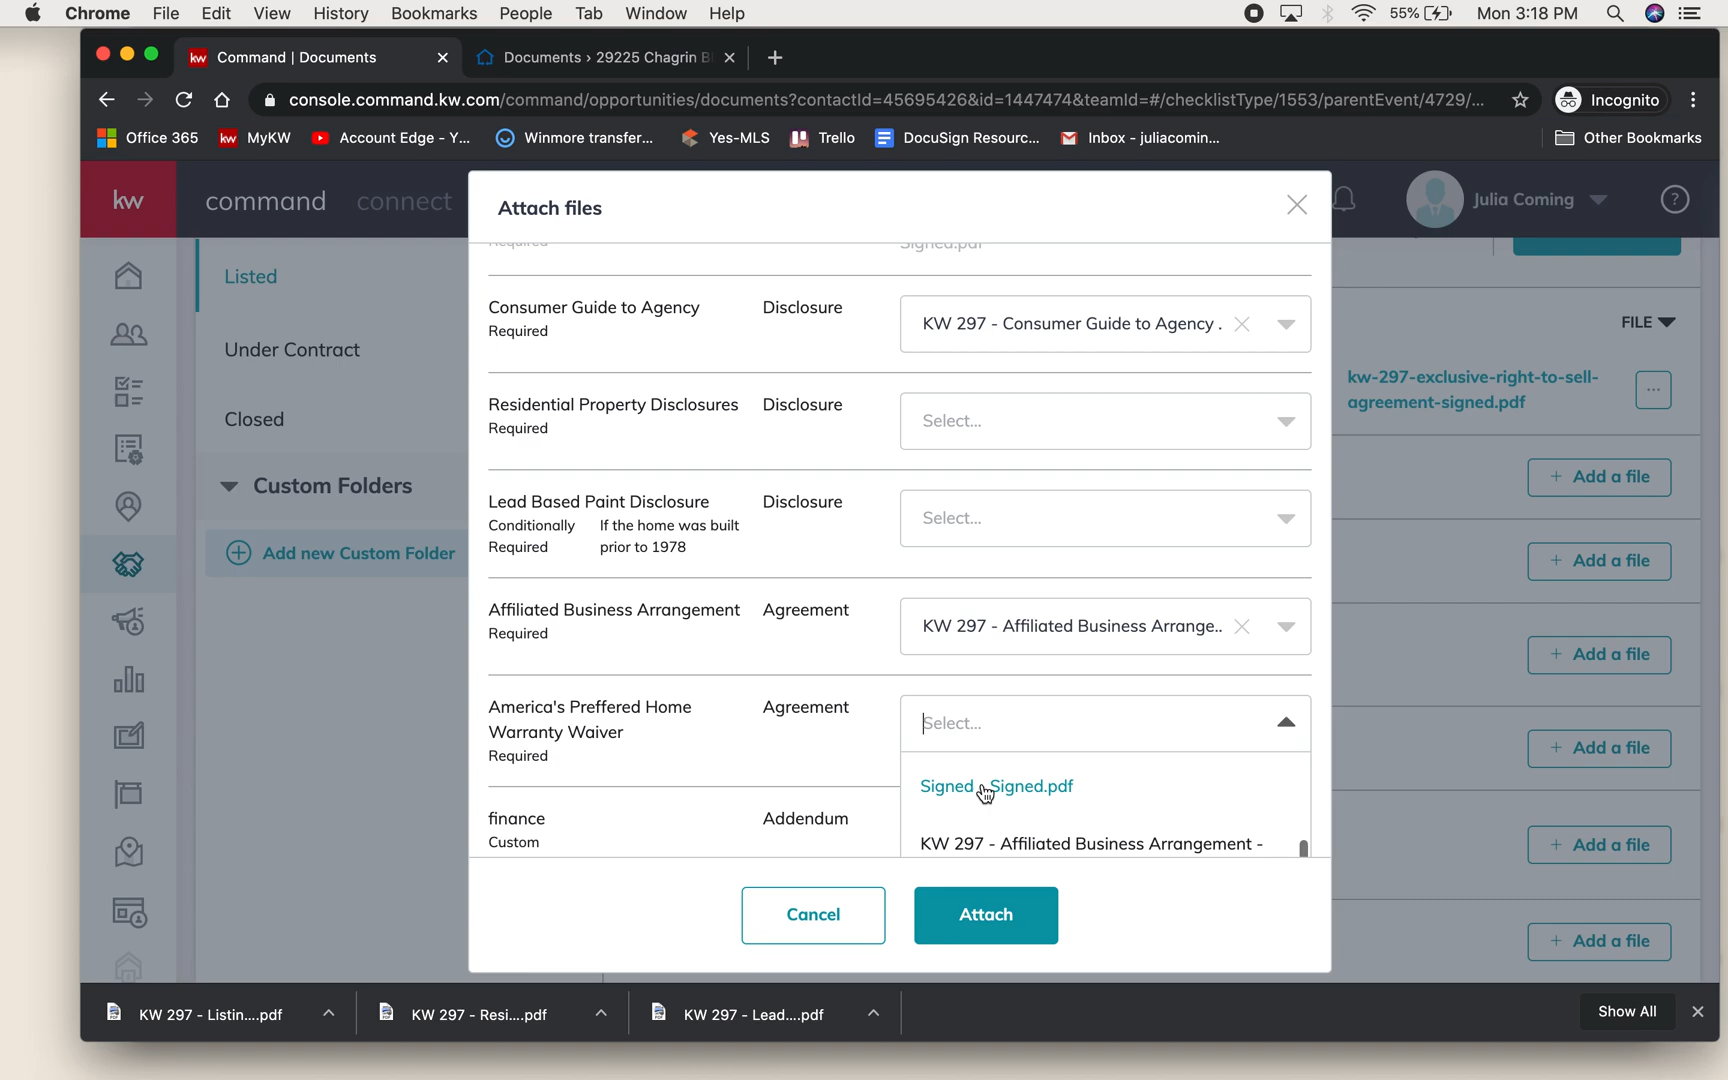 Chrome File Edit View History Bookmarks People Tab Window Help 55% Mon 3:18 PM
kw Command | Documents Documents › 29225 Chagrin B
console.command.kw.com/command/opportunities/documents?contactId=45695426&id=1447474&teamId=#/checklistType/1553/parentEvent/4729/... Incognito
Office 365 kw MyKW Account Edge - Y... Winmore transfer... Yes-MLS Trello DocuSign Resourc... Inbox - juliacomin... Other Bookmarks
kw command connect Attach files Julia Coming ?
Required Signed.pdf
Listed
Consumer Guide to Agency Disclosure KW 297 - Consumer Guide to Agency .
Required
FILE
Under Contract
kw-297-exclusive-right-to-sell-
agreement-signed.pdf
Residential Property Disclosures Disclosure Select...
Required
Closed
Custom Folders
+ Add a file
Lead Based Paint Disclosure Disclosure Select...
Conditionally If the home was built
Required prior to 1978
Add new Custom Folder
+ Add a file
Affiliated Business Arrangement Agreement KW 297 - Affiliated Business Arrange..
Required
+ Add a file
America's Preffered Home Agreement Select...
Warranty Waiver
Required
+ Add a file
Signed - Signed.pdf
finance Addendum
Custom
KW 297 - Affiliated Business Arrangement -
+ Add a file
Cancel Attach
+ Add a file
KW 297 - Listin....pdf KW 297 - Resi....pdf KW 297 - Lead....pdf Show All